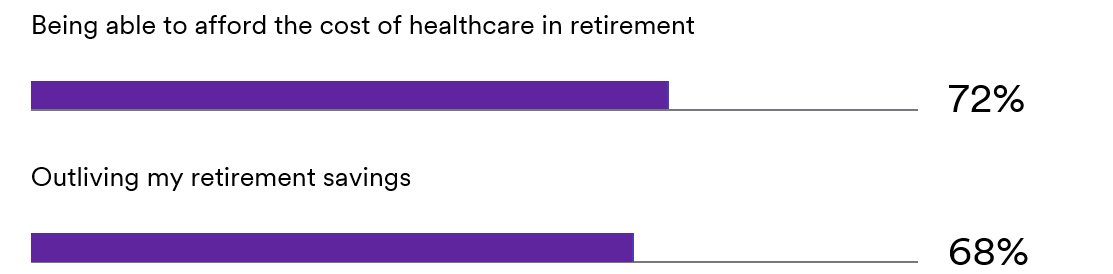 Being able to afford the cost of healthcare in retirement
72%
Outliving my retirement savings
68%